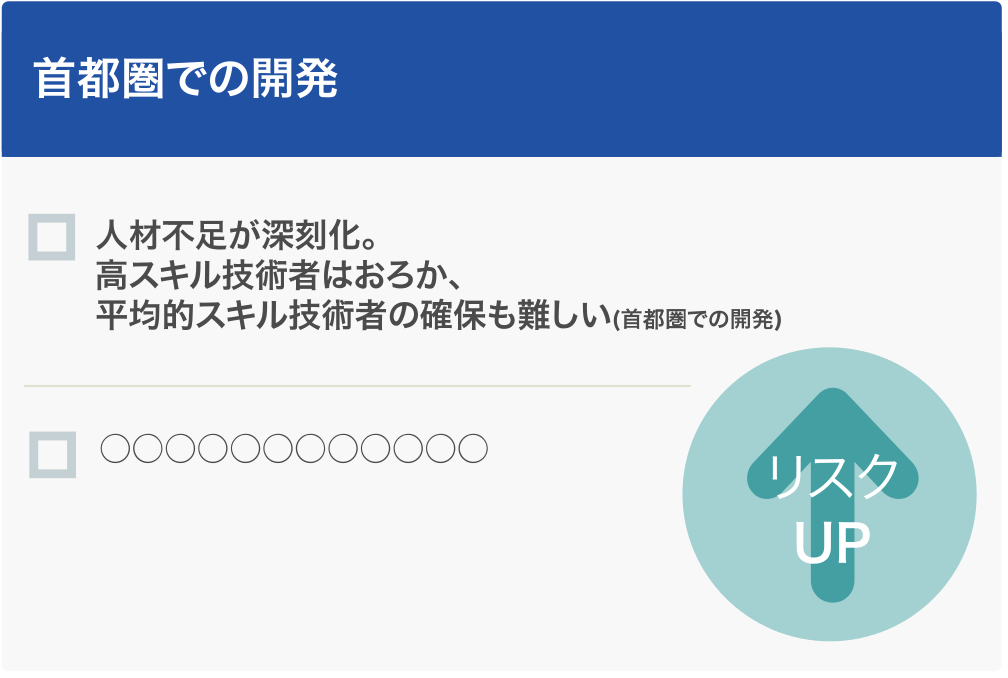 首都圏での開発
人材不足が深刻化。
高スキル技術者はおろか、
平均的スキル技術者の確保も難しい(首都圏での開発)
○○○○○○○○○○○○
リスク
UP